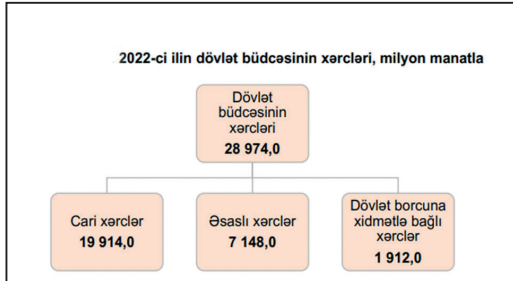 2022-ci ilin dövlət büdcəsinin xərcləri, milyon manatla
Dövlət
büdcəsinin
xərcləri
28 974,0
Cari xərclər
19 914,0
Əsaslı xərclər
7 148,0
Dövlət borcuna
xidmətlə bağlı
xərclər
1 912,0